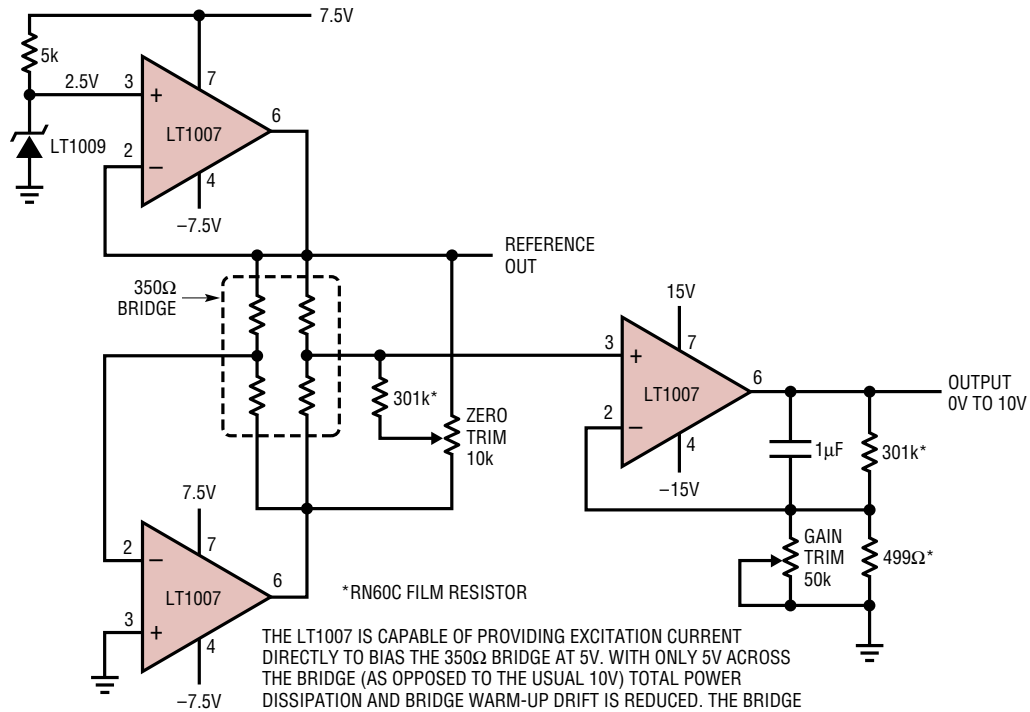 7.5V
5k
2.5V
3
+
7
6
LT1007
LT1009
2
–
4
–7.5V
REFERENCE
OUT
350Ω
BRIDGE
15V
3
+
7
6
LT1007
2
–
4
–15V
OUTPUT
0V TO 10V
301k*
ZERO
TRIM
10k
1µF
301k*
GAIN
TRIM
50k
499Ω*
7.5V
2
–
7
6
LT1007
3
+
4
–7.5V
*RN60C FILM RESISTOR
THE LT1007 IS CAPABLE OF PROVIDING EXCITATION CURRENT
DIRECTLY TO BIAS THE 350Ω BRIDGE AT 5V. WITH ONLY 5V ACROSS
THE BRIDGE (AS OPPOSED TO THE USUAL 10V) TOTAL POWER
DISSIPATION AND BRIDGE WARM-UP DRIFT IS REDUCED. THE BRIDGE